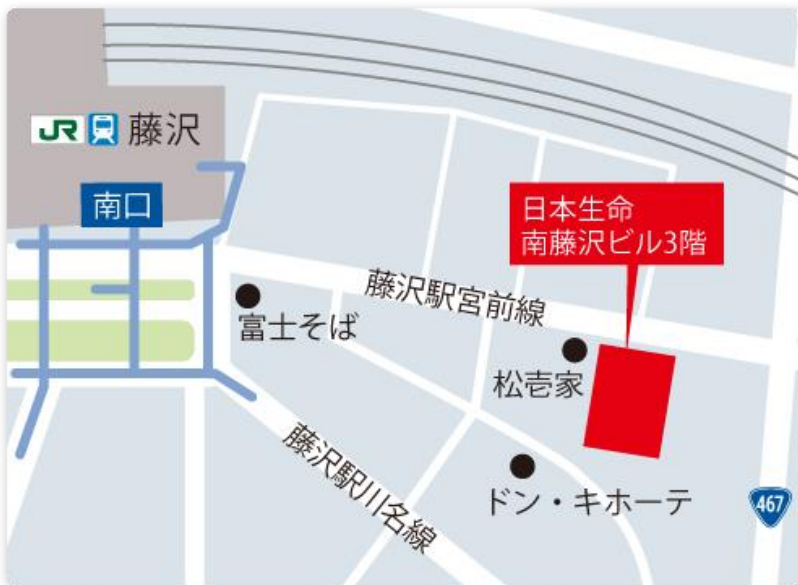 JR 藤沢
南口
日本生命
南藤沢ビル3階
藤沢駅宮前線
富士そば
松壱家
藤沢駅川名線
ドン・キホーテ
467